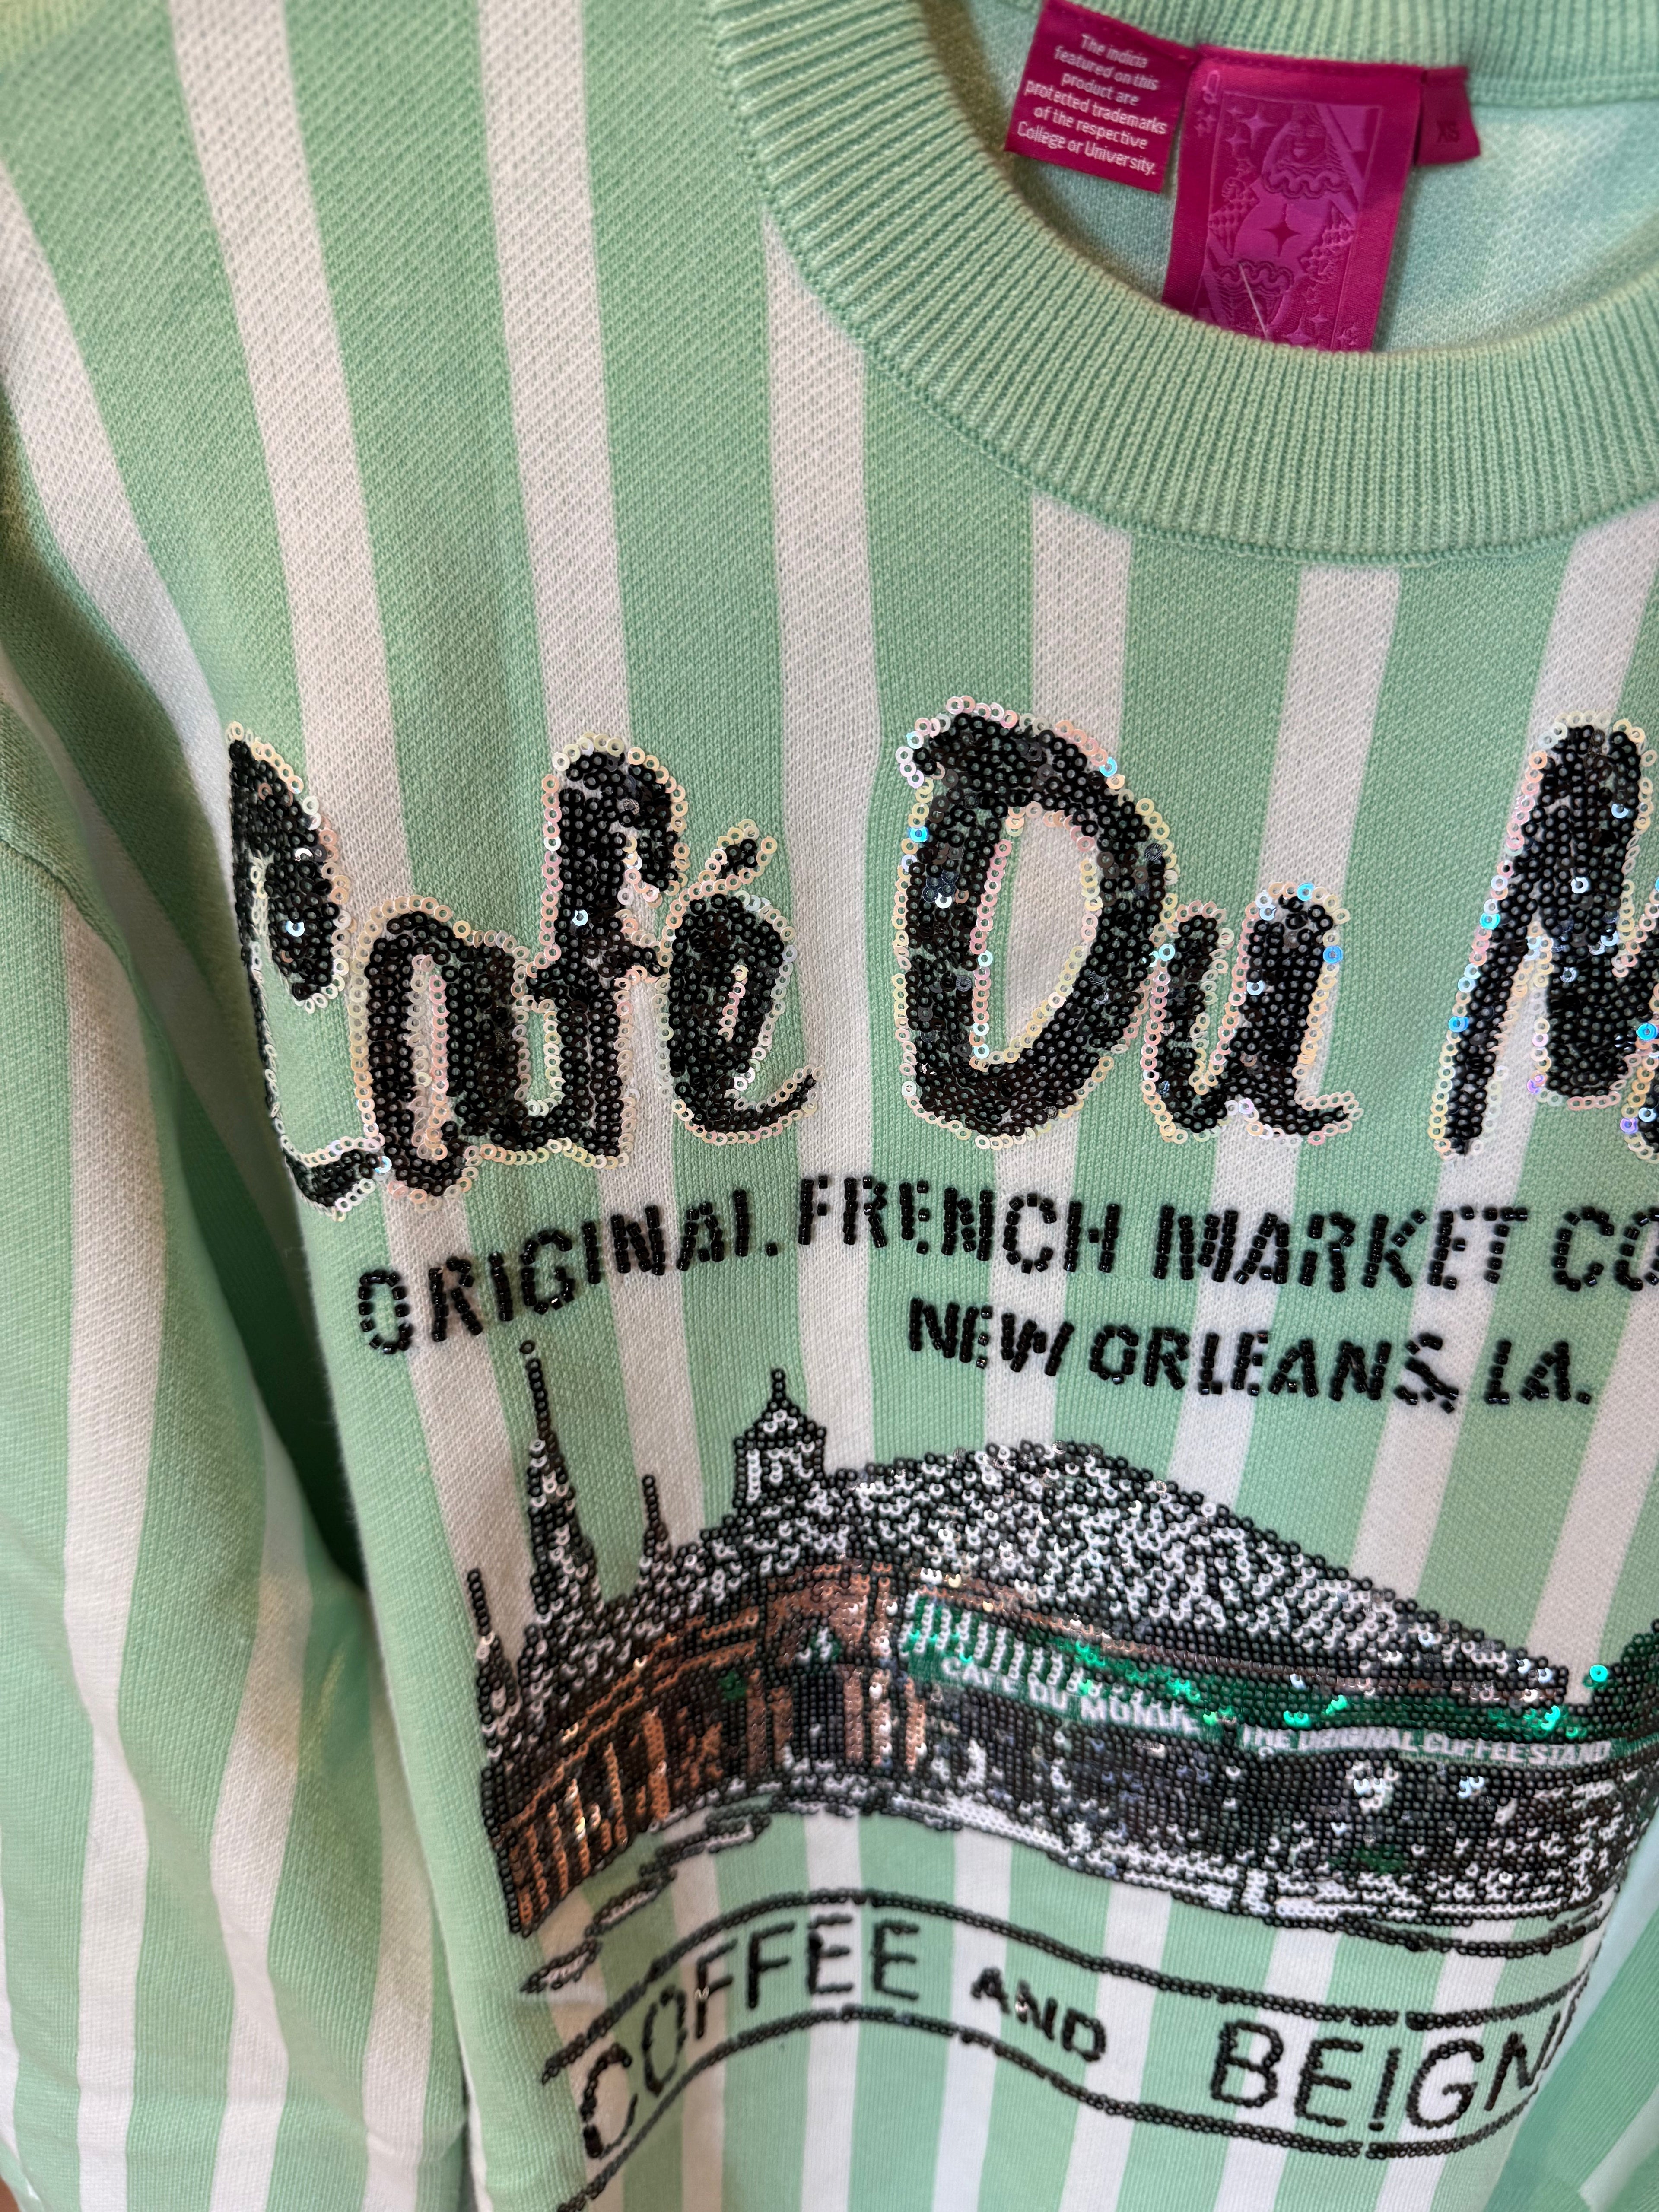 The indicia
featured on this
product are
protected trademarks
of the respective
College or University.
XS
Café Du M
ORIGINAL FRENCH MARKET CO
NEW ORLEANS, LA.
CAFE DU MONDE THE ORIGINAL COFFEE STAND
COFFEE AND BEIGN